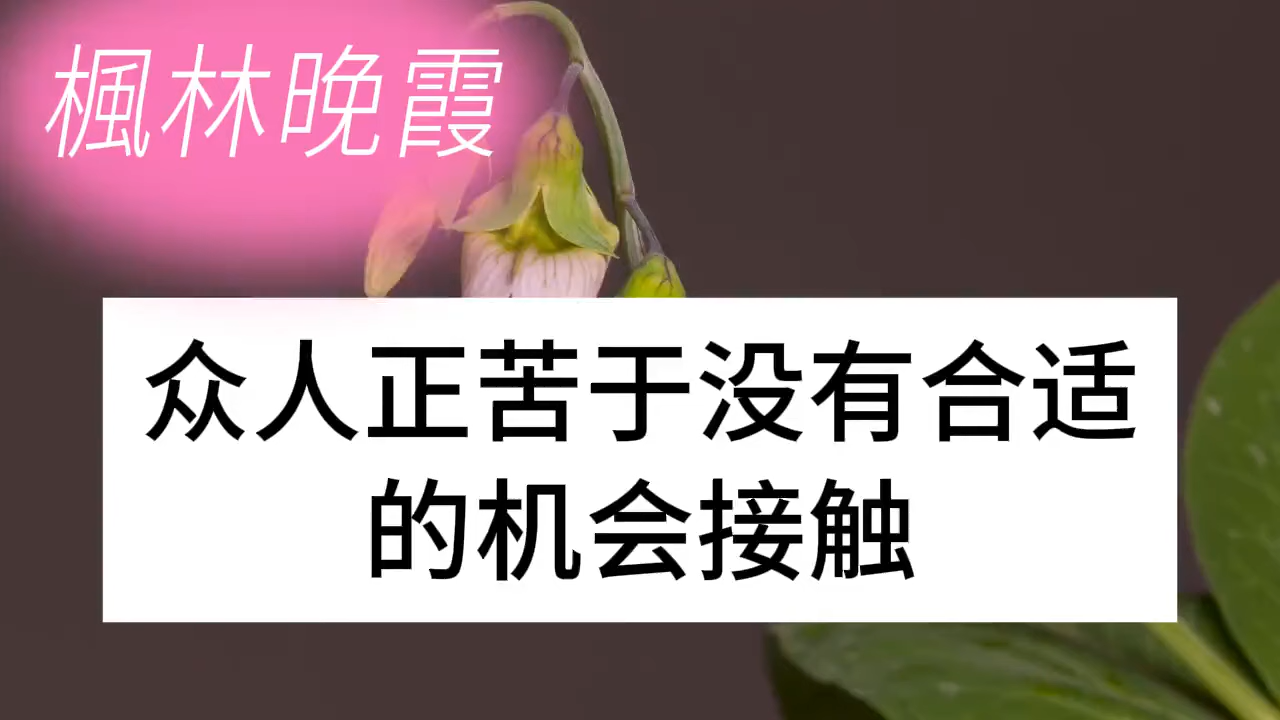 楓林晚霞
众人正苦于没有合适
的机会接触